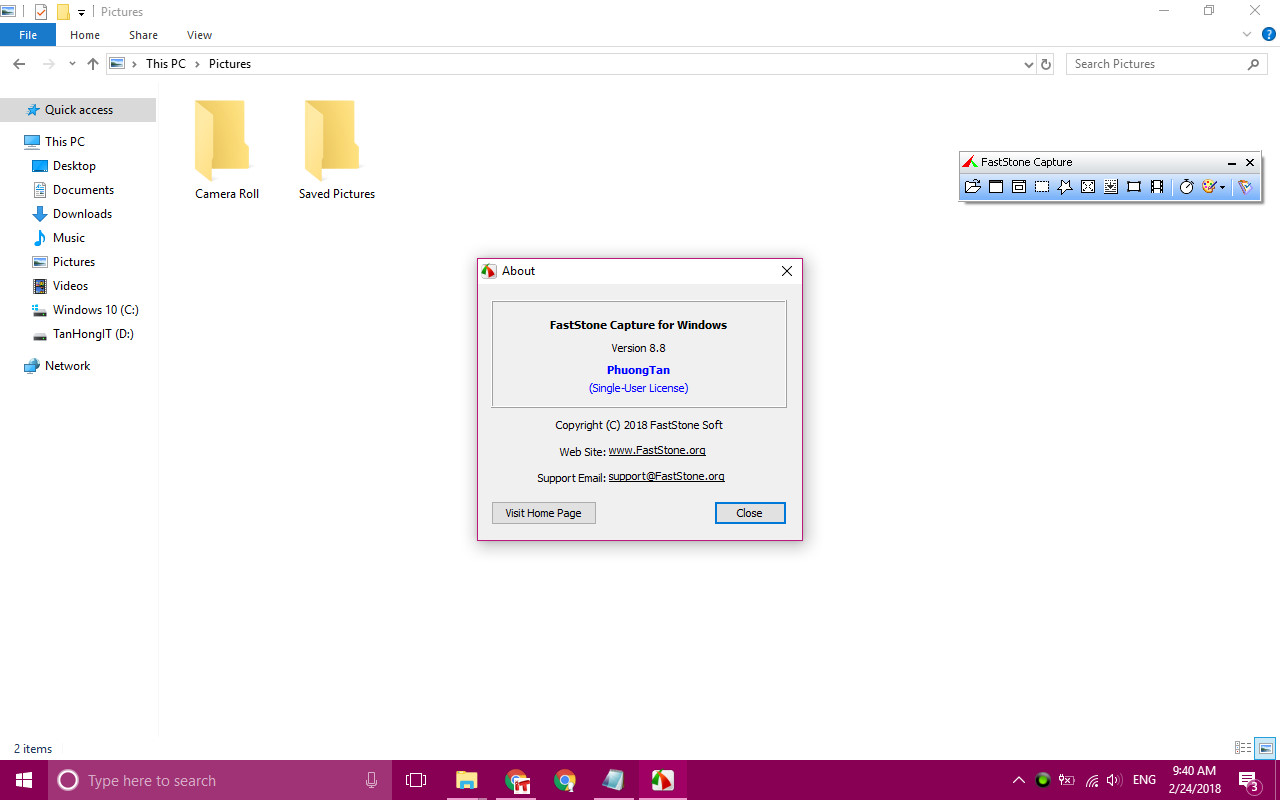 Pictures
File Home Share View
This PC Pictures
Search Pictures
Quick access
This PC
Desktop
Documents
Downloads
Music
Pictures
Videos
Windows 10 (C:)
TanHongIT (D:)
Network
Camera Roll
Saved Pictures
FastStone Capture
About
FastStone Capture for Windows
Version 8.8
PhuongTan
(Single-User License)
Copyright (C) 2018 FastStone Soft
Web Site: www.FastStone.org
Support Email: support@FastStone.org
Visit Home Page
Close
2 items
Type here to search
ENG
9:40 AM
2/24/2018
3